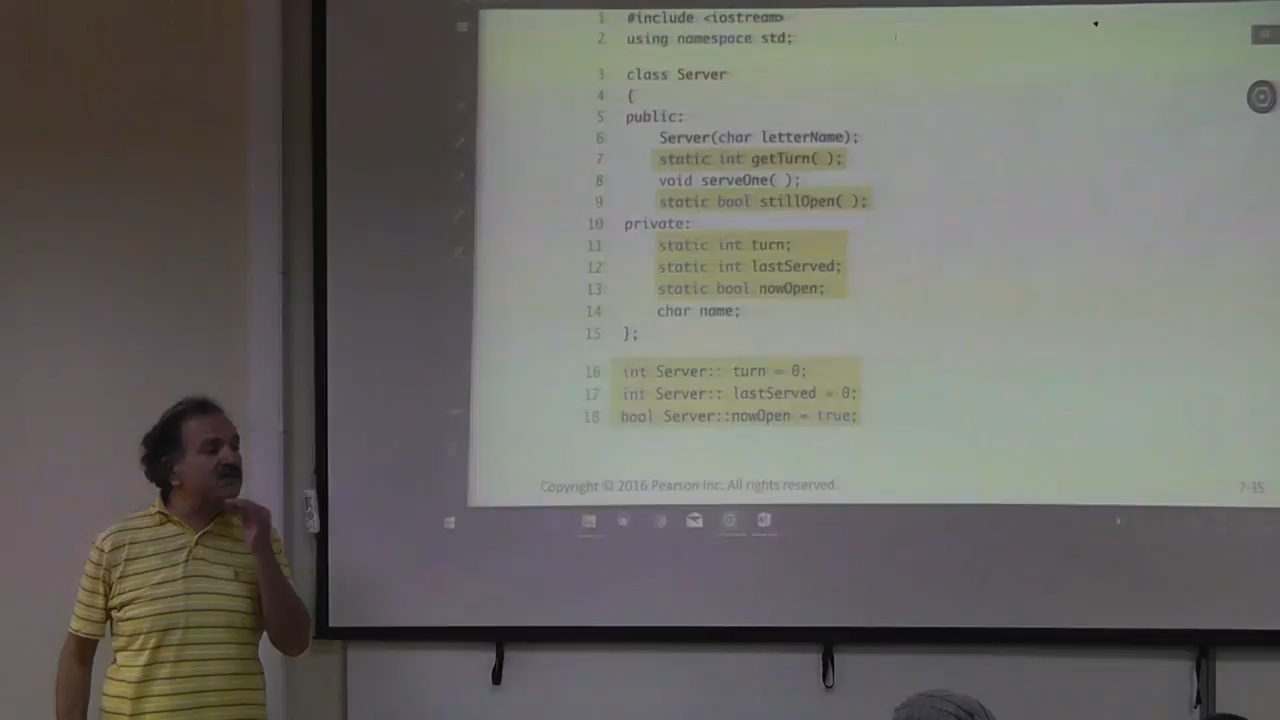 1 #include <iostream>
2 using namespace std;
3 class Server
4 {
5 public:
6 Server(char letterName);
7 static int getTurn( );
8 void serveOne( );
9 static bool stillOpen( );
10 private:
11 static int turn;
12 static int lastServed;
13 static bool nowOpen;
14 char name;
15 };
16 int Server:: turn = 0;
17 int Server:: lastServed = 0;
18 bool Server::nowOpen = true;
Copyright © 2016 Pearson Inc. All rights reserved.
7-35